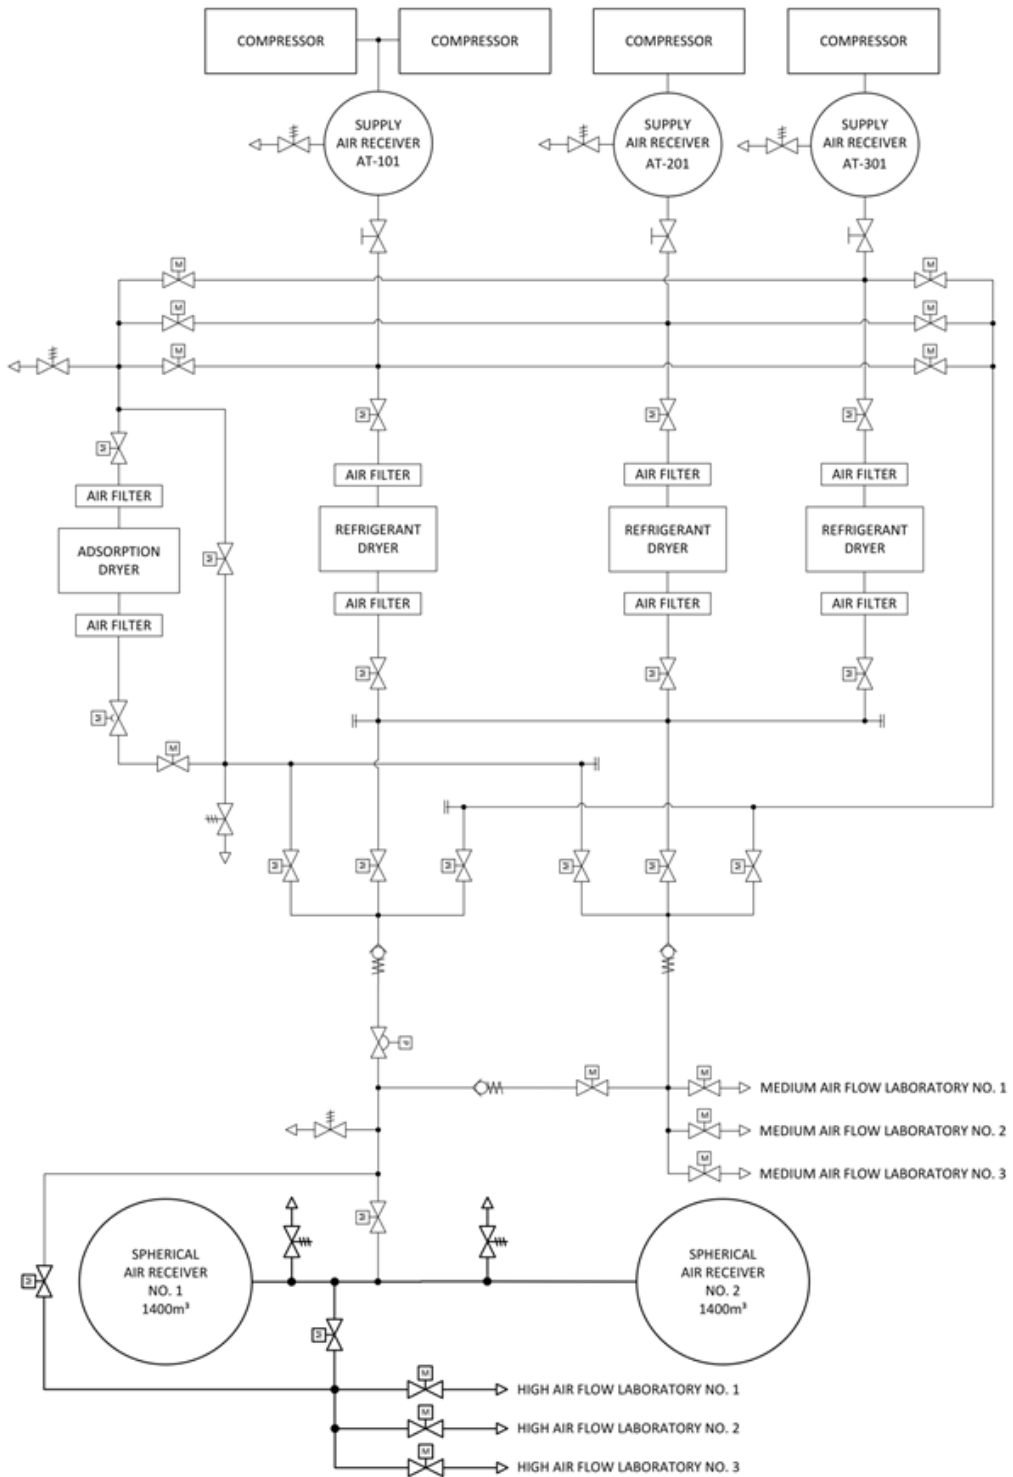 COMPRESSOR
COMPRESSOR
COMPRESSOR
COMPRESSOR
SUPPLY
AIR RECEIVER
AT-101
SUPPLY
AIR RECEIVER
AT-201
SUPPLY
AIR RECEIVER
AT-301
M
M
M
M
M
M
M
M
M
M
AIR FILTER
AIR FILTER
AIR FILTER
AIR FILTER
ADSORPTION
DRYER
M
REFRIGERANT
DRYER
REFRIGERANT
DRYER
REFRIGERANT
DRYER
AIR FILTER
AIR FILTER
AIR FILTER
AIR FILTER
M
M
M
M
M
M
M
M
M
M
M
P
M
M
MEDIUM AIR FLOW LABORATORY NO. 1
M
MEDIUM AIR FLOW LABORATORY NO. 2
M
MEDIUM AIR FLOW LABORATORY NO. 3
M
SPHERICAL
AIR RECEIVER
NO. 1
1400m³
SPHERICAL
AIR RECEIVER
NO. 2
1400m³
M
M
M
HIGH AIR FLOW LABORATORY NO. 1
M
HIGH AIR FLOW LABORATORY NO. 2
M
HIGH AIR FLOW LABORATORY NO. 3